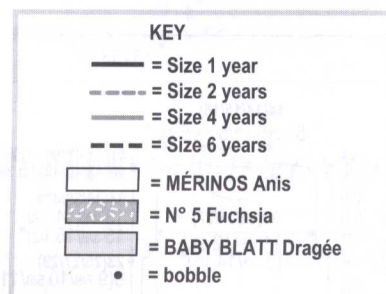 KEY
= Size 1 year
= Size 2 years
= Size 4 years
= Size 6 years
= MÉRINOS Anis
= N° 5 Fuchsia
= BABY BLATT Dragée
= bobble